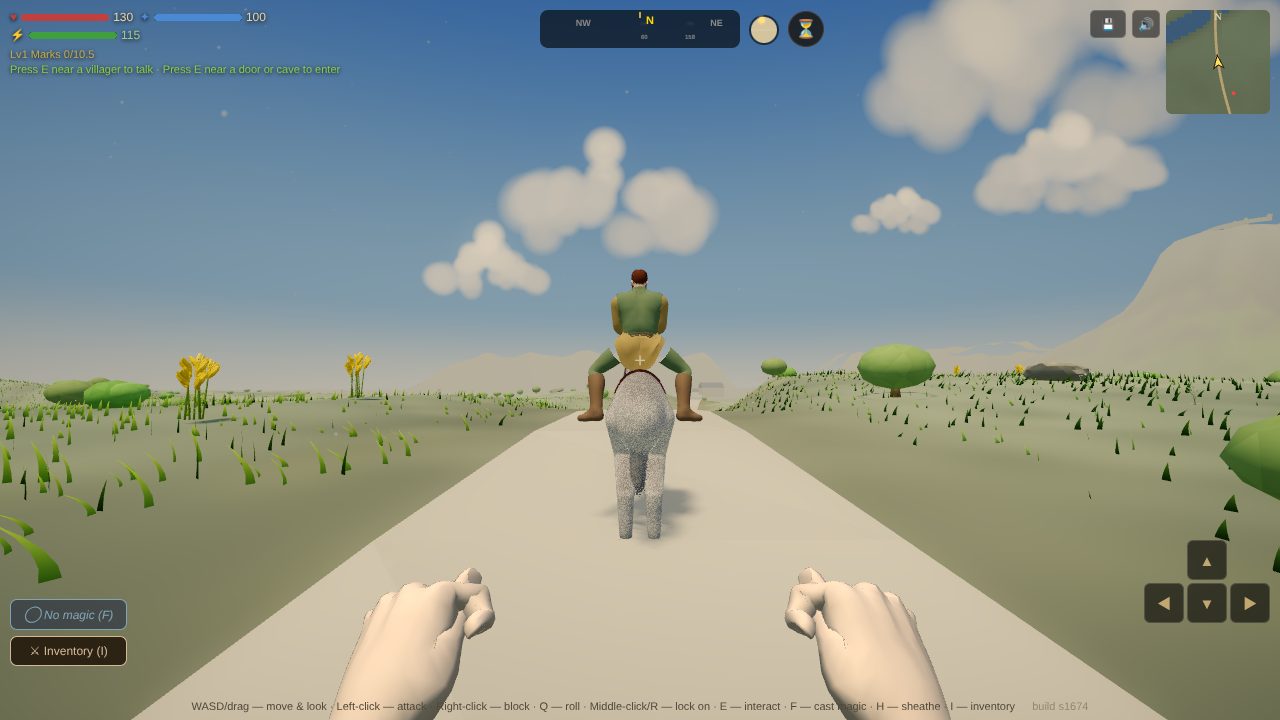 130
100
115
Lv1 Marks 0/10.5
Press E near a villager to talk · Press E near a door or cave to enter
NW N NE
60 158
N
No magic (F)
Inventory (I)
WASD/drag — move & look · Left-click — attack · Right-click — block · Q — roll · Middle-click/R — lock on · E — interact · F — cast magic · H — sheathe · I — inventory build s1674